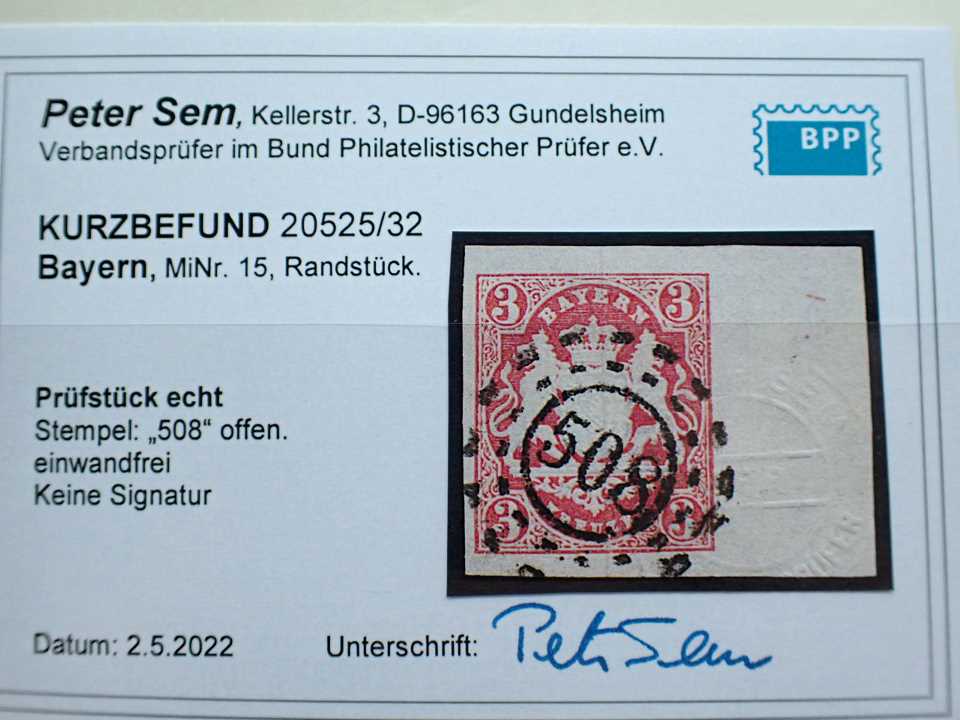 Peter Sem, Kellerstr. 3, D-96163 Gundelsheim
Verbandsprüfer im Bund Philatelistischer Prüfer e.V.
BPP
KURZBEFUND 20525/32
Bayern, MiNr. 15, Randstück.
3 BAYERN 3
508
3 3
Prüfstück echt
Stempel: „508“ offen.
einwandfrei
Keine Signatur
Datum: 2.5.2022
Unterschrift: Peter Sem